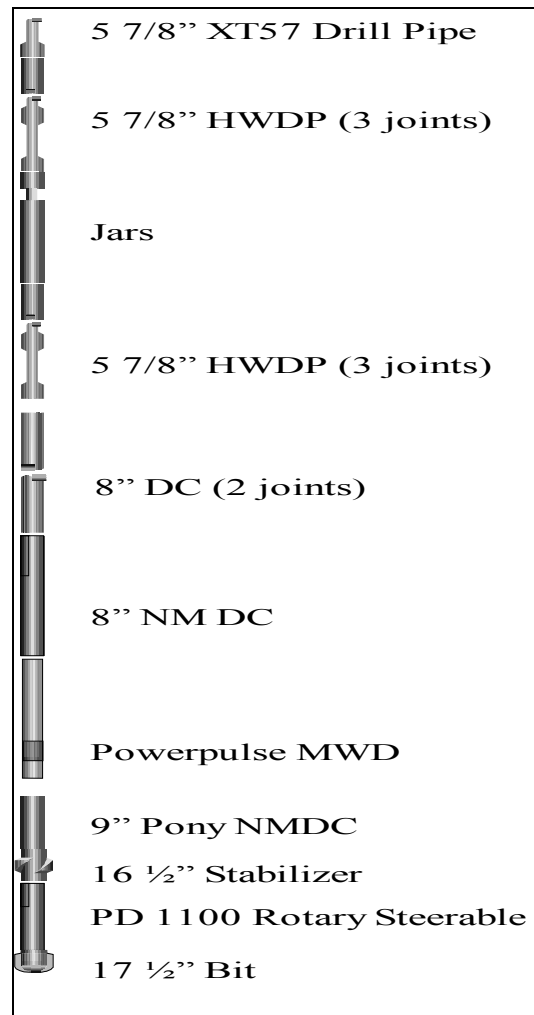 5 7/8” XT57 Drill Pipe
5 7/8” HWDP (3 joints)
Jars
5 7/8” HWDP (3 joints)
8” DC (2 joints)
8” NM DC
Powerpulse MWD
9” Pony NMDC
16 ½” Stabilizer
PD 1100 Rotary Steerable
17 ½” Bit